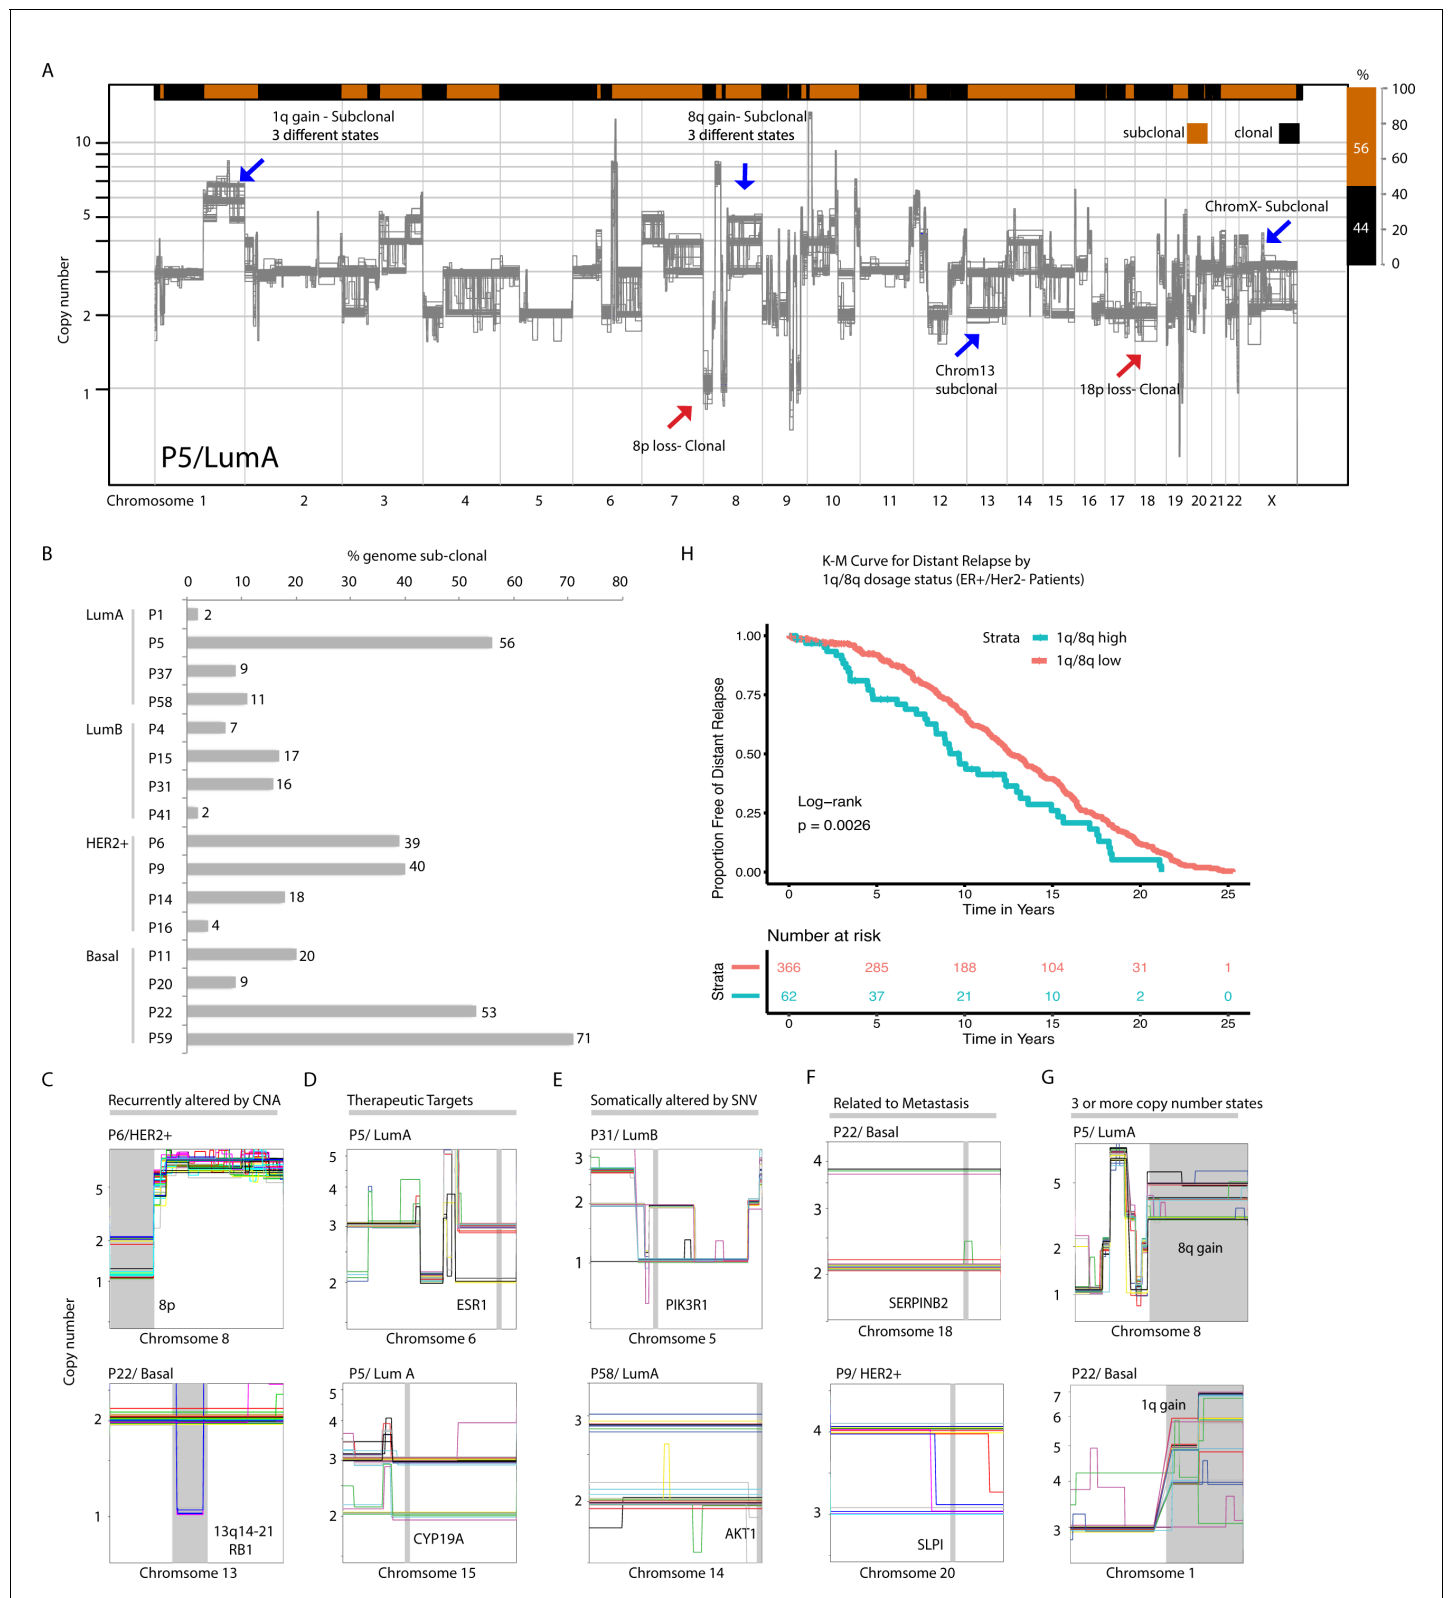 A
%
1q gain - Subclonal
3 different states
8q gain- Subclonal
3 different states
subclonal
clonal
100
80
60
40
20
0
56
44
10
5
2
1
Copy number
ChromX- Subclonal
Chrom13
subclonal
18p loss- Clonal
8p loss- Clonal
P5/LumA
Chromosome 1 2 3 4 5 6 7 8 9 10 11 12 13 14 15 16 17 18 19 20 21 22 X
B
% genome sub-clonal
0 10 20 30 40 50 60 70 80
LumA P1 2
P5 56
P37 9
P58 11
LumB P4 7
P15 17
P31 16
P41 2
HER2+ P6 39
P9 40
P14 18
P16 4
Basal P11 20
P20 9
P22 53
P59 71
H
K-M Curve for Distant Relapse by
1q/8q dosage status (ER+/Her2- Patients)
Strata 1q/8q high
1q/8q low
Proportion Free of Distant Relapse
1.00
0.75
0.50
0.25
0.00
Log-rank
p = 0.0026
0 5 10 15 20 25
Time in Years
Number at risk
Strata
366 285 188 104 31 1
62 37 21 10 2 0
0 5 10 15 20 25
Time in Years
C
Recurrently altered by CNA
P6/HER2+
5
2
1
8p
Chromsome 8
Copy number
P22/ Basal
2
1
13q14-21
RB1
Chromsome 13
D
Therapeutic Targets
P5/ LumA
5
4
3
2
ESR1
Chromsome 6
P5/ Lum A
5
4
3
2
CYP19A
Chromsome 15
E
Somatically altered by SNV
P31/ LumB
3
2
1
PIK3R1
Chromsome 5
P58/ LumA
3
2
AKT1
Chromsome 14
F
Related to Metastasis
P22/ Basal
4
3
2
SERPINB2
Chromsome 18
P9/ HER2+
4
3
SLPI
Chromsome 20
G
3 or more copy number states
P5/ LumA
5
2
1
8q gain
Chromsome 8
P22/ Basal
7
6
5
4
3
1q gain
Chromsome 1